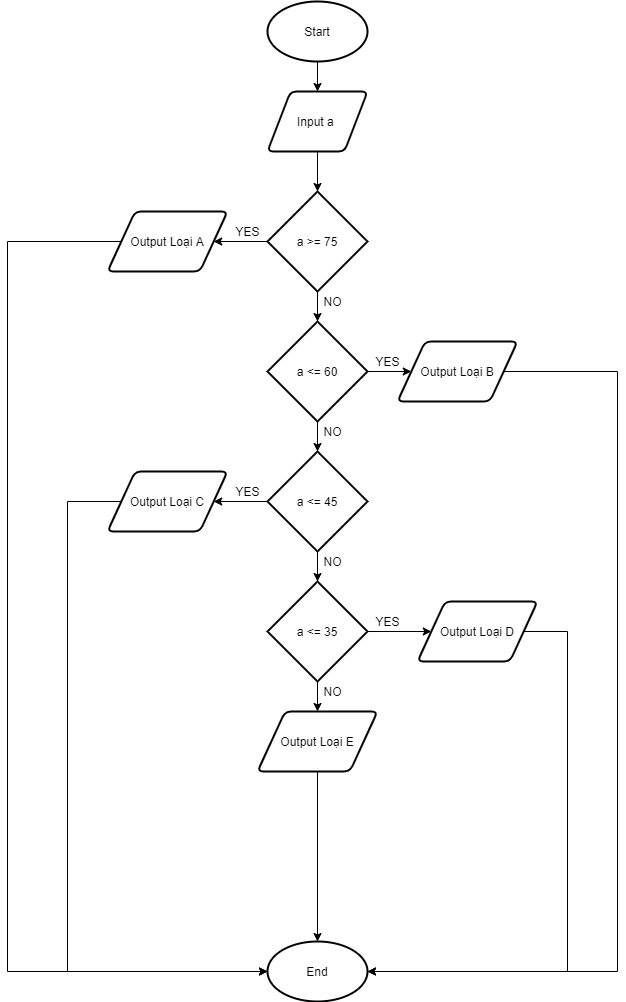 Start
Input a
a >= 75
YES
Output Loại A
NO
a <= 60
YES
Output Loại B
NO
a <= 45
YES
Output Loại C
NO
a <= 35
YES
Output Loại D
NO
Output Loại E
End